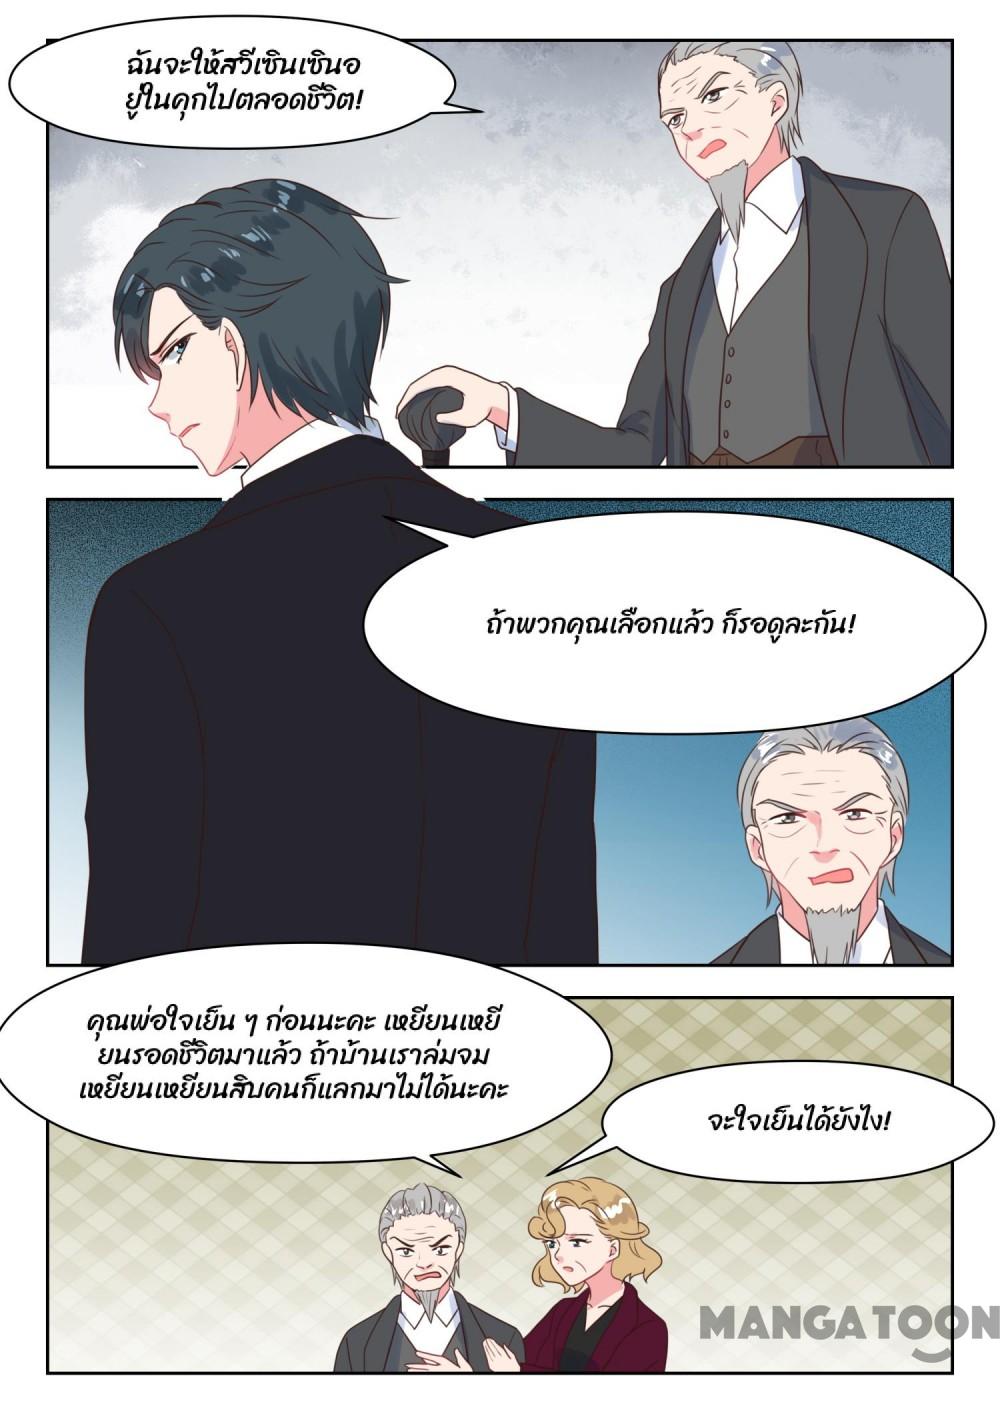 ฉันจะให้สวีเซินเซินอ
ยู่ในคุกไปตลอดชีวิต!
ถ้าพวกคุณเลือกแล้ว ก็รอดูละกัน!
คุณพ่อใจเย็น ๆ ก่อนนะคะ เหยียนเหยี
ยนรอดชีวิตมาแล้ว ถ้าบ้านเราล่มจม
เหยียนเหยียนสิบคนก็แลกมาไม่ได้นะคะ
จะใจเย็นได้ยังไง!
MANGATOON